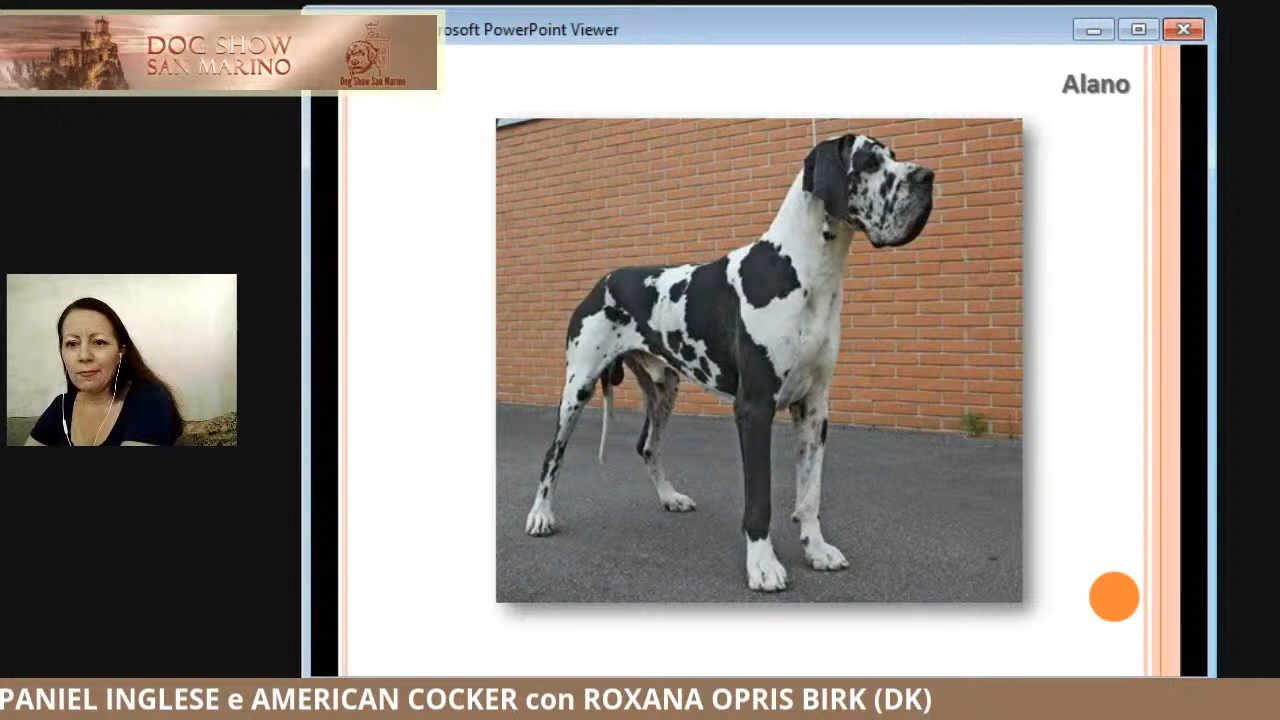 DOG SHOW
SAN MARINO
Dog Show San Marino
rosoft PowerPoint Viewer
Alano
PANIEL INGLESE e AMERICAN COCKER con ROXANA OPRIS BIRK (DK)